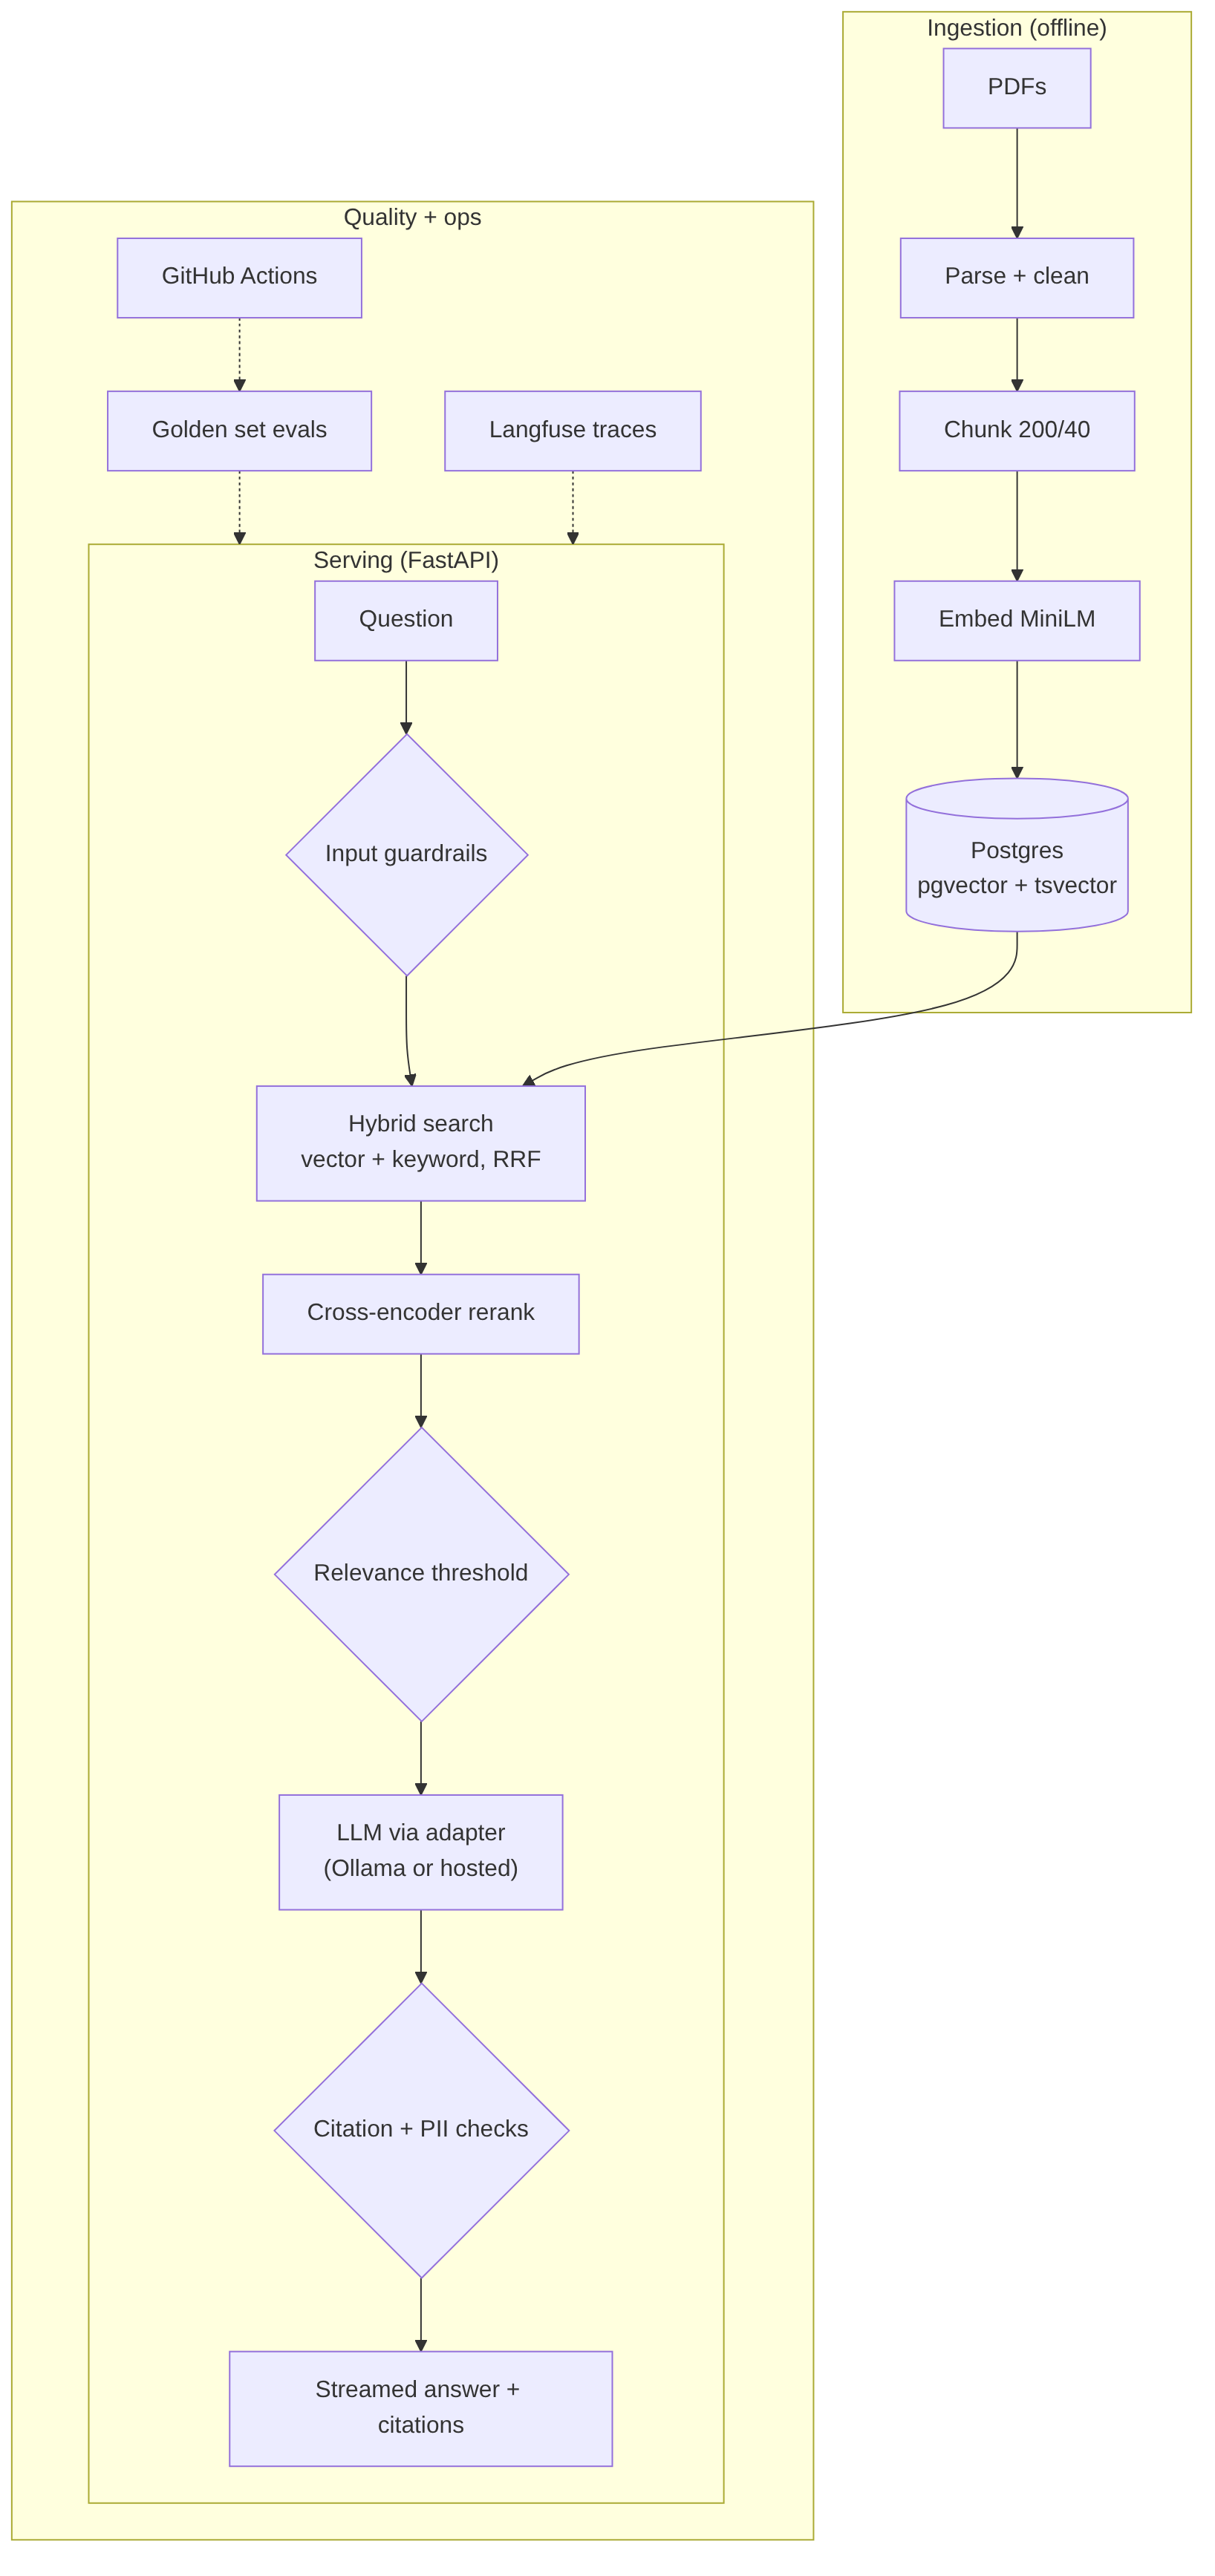 Ingestion (offline)
PDFs
Parse + clean
Chunk 200/40
Embed MiniLM
Postgres
pgvector + tsvector
Quality + ops
GitHub Actions
Golden set evals
Langfuse traces
Serving (FastAPI)
Question
Input guardrails
Hybrid search
vector + keyword, RRF
Cross-encoder rerank
Relevance threshold
LLM via adapter
(Ollama or hosted)
Citation + PII checks
Streamed answer +
citations